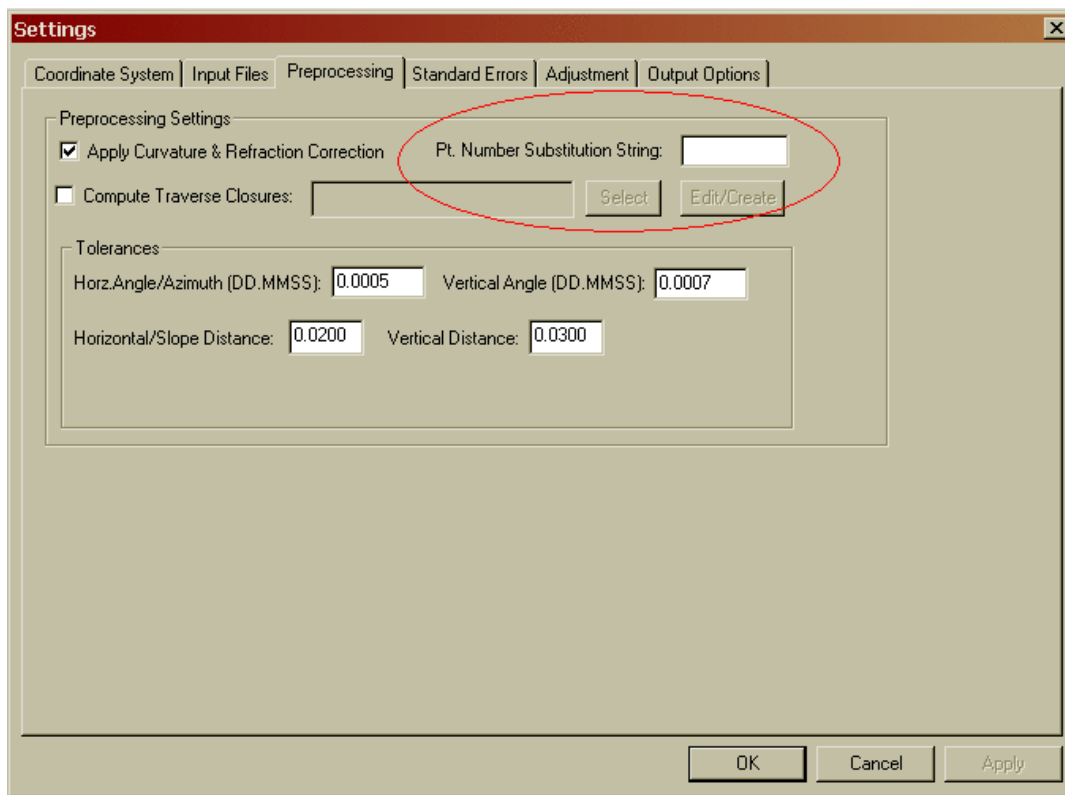 Settings
Coordinate System Input Files Preprocessing Standard Errors Adjustment Output Options
Preprocessing Settings
Apply Curvature & Refraction Correction Pt. Number Substitution String:
Compute Traverse Closures: Select Edit/Create
Tolerances
Horz.Angle/Azimuth (DD.MMSS): 0.0005 Vertical Angle (DD.MMSS): 0.0007
Horizontal/Slope Distance: 0.0200 Vertical Distance: 0.0300
OK Cancel Apply